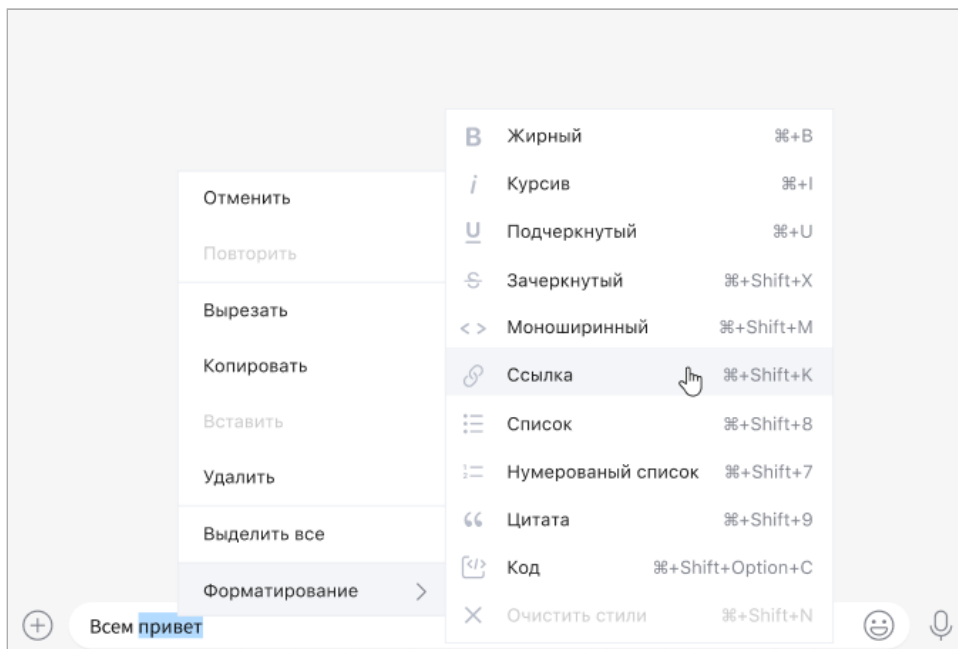 Отменить
Повторить
Вырезать
Копировать
Вставить
Удалить
Выделить все
Форматирование
B Жирный ⌘+B
i Курсив ⌘+I
U Подчеркнутый ⌘+U
S Зачеркнутый ⌘+Shift+X
< > Моноширинный ⌘+Shift+M
Ссылка ⌘+Shift+K
Список ⌘+Shift+8
Нумерованый список ⌘+Shift+7
Цитата ⌘+Shift+9
Код ⌘+Shift+Option+C
Очистить стили ⌘+Shift+N
Всем привет